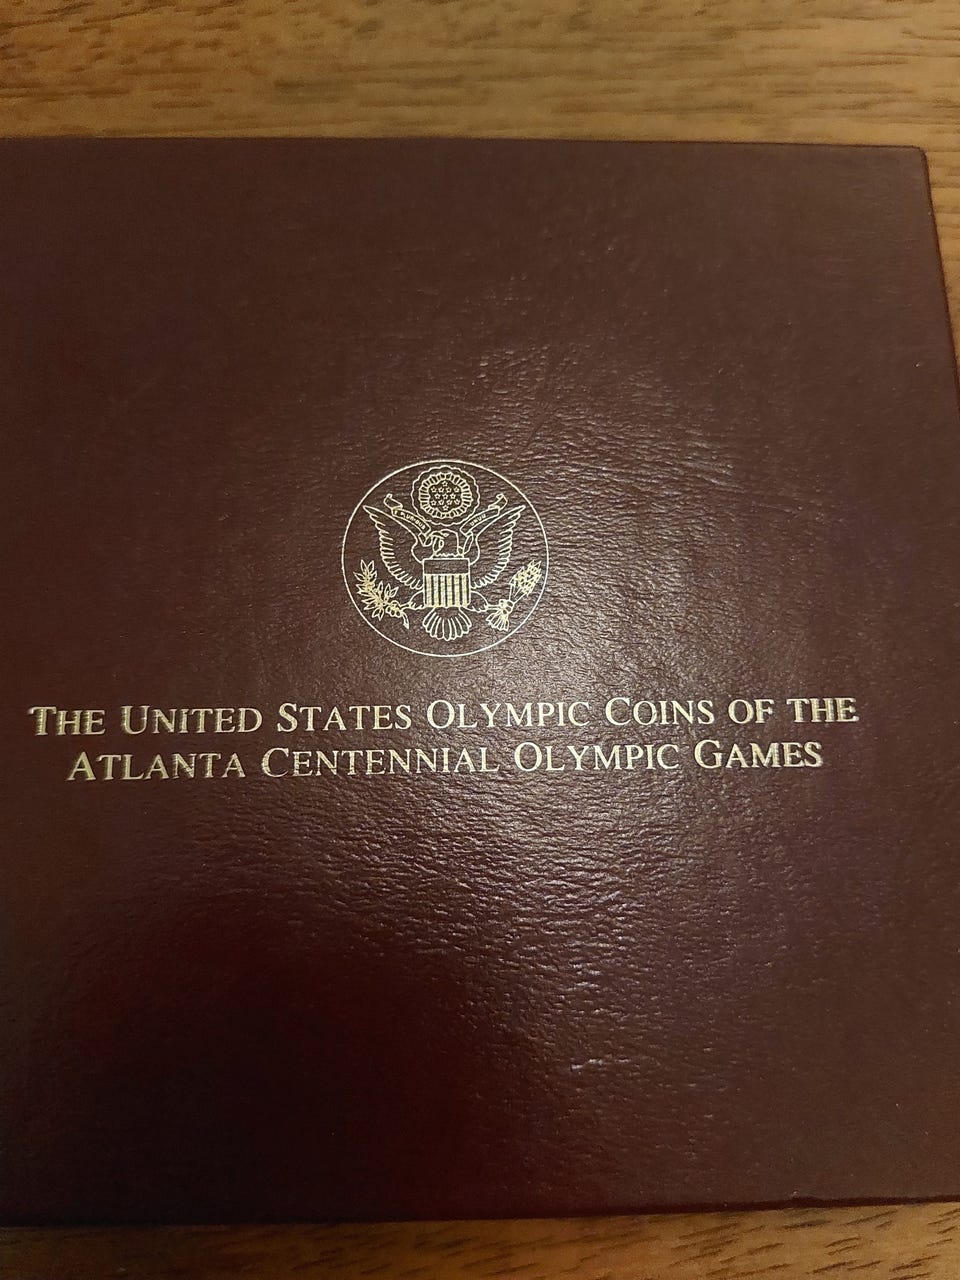 THE UNITED STATES OLYMPIC COINS OF THE
ATLANTA CENTENNIAL OLYMPIC GAMES